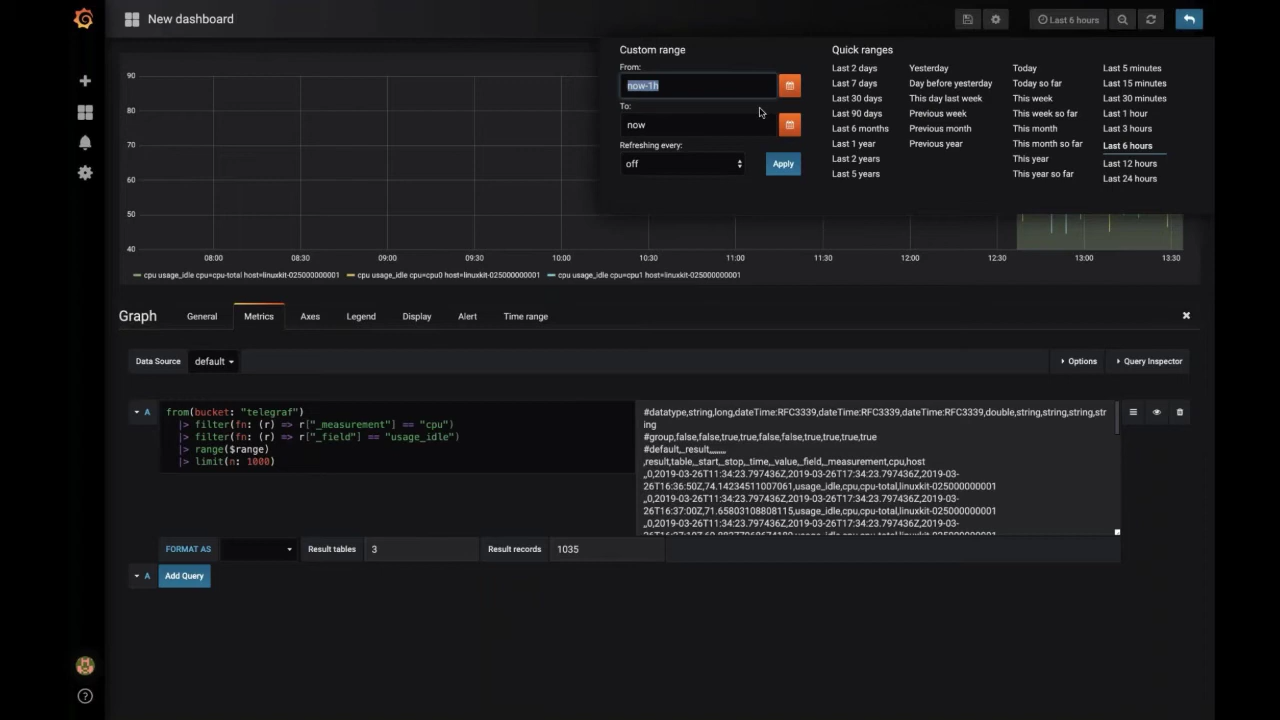 New dashboard
Last 6 hours
Custom range
From:
now-1h
To:
now
Refreshing every:
off
Apply
Quick ranges
Last 2 days
Last 7 days
Last 30 days
Last 90 days
Last 6 months
Last 1 year
Last 2 years
Last 5 years
Yesterday
Day before yesterday
This day last week
Previous week
Previous month
Previous year
Today
Today so far
This week
This week so far
This month
This month so far
This year
This year so far
Last 5 minutes
Last 15 minutes
Last 30 minutes
Last 1 hour
Last 3 hours
Last 6 hours
Last 12 hours
Last 24 hours
90
80
70
60
50
40
08:00 08:30 09:00 09:30 10:00 10:30 11:00 11:30 12:00 12:30 13:00 13:30
cpu usage_idle cpu=cpu-total host=linuxkit-025000000001 cpu usage_idle cpu=cpu0 host=linuxkit-025000000001 cpu usage_idle cpu=cpu1 host=linuxkit-025000000001
Graph General Metrics Axes Legend Display Alert Time range
Data Source default Options Query Inspector
A
from(bucket: "telegraf")
|> filter(fn: (r) => r["_measurement"] == "cpu")
|> filter(fn: (r) => r["_field"] == "usage_idle")
|> range($range)
|> limit(n: 1000)
#datatype,string,long,dateTime:RFC3339,dateTime:RFC3339,dateTime:RFC3339,double,string,string,string,str
ing
#group,false,false,true,true,false,false,true,true,true,true
#default,_result,,,,,,,,,
,result,table,_start,_stop,_time,_value,_field,_measurement,cpu,host
,,0,2019-03-26T11:34:23.797436Z,2019-03-26T17:34:23.797436Z,2019-03-
26T16:36:50Z,74.14234511007061,usage_idle,cpu,cpu-total,linuxkit-025000000001
,,0,2019-03-26T11:34:23.797436Z,2019-03-26T17:34:23.797436Z,2019-03-
26T16:37:00Z,71.65803108808115,usage_idle,cpu,cpu-total,linuxkit-025000000001
,,0,2019-03-26T11:34:23.797436Z,2019-03-26T17:34:23.797436Z,2019-03-
FORMAT AS Result tables 3 Result records 1035
A Add Query